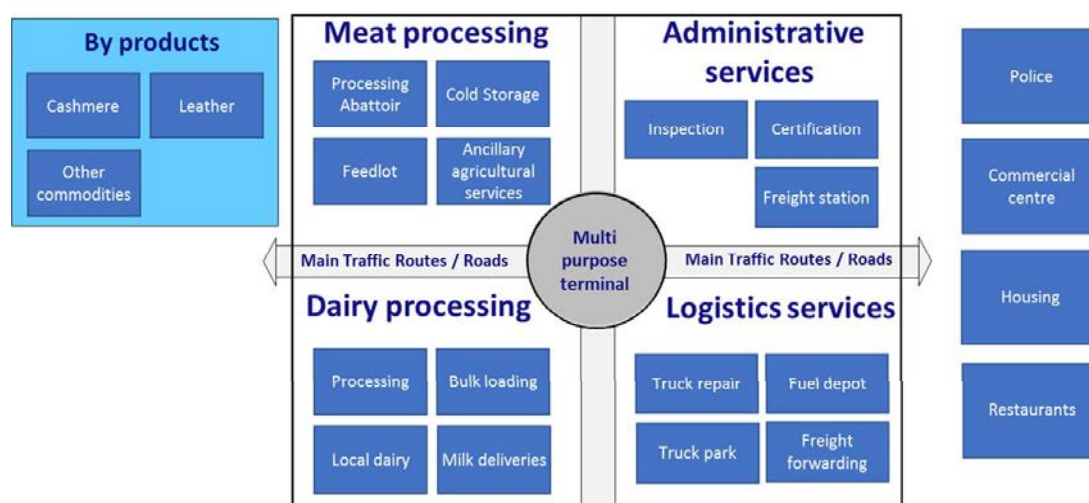 By products
Cashmere
Leather
Other
commodities
Meat processing
Processing
Abattoir
Cold Storage
Feedlot
Ancillary
agricultural
services
Administrative
services
Inspection
Certification
Freight station
Main Traffic Routes / Roads
Multi
purpose
terminal
Main Traffic Routes / Roads
Dairy processing
Processing
Bulk loading
Local dairy
Milk deliveries
Logistics services
Truck repair
Fuel depot
Truck park
Freight
forwarding
Police
Commercial
centre
Housing
Restaurants